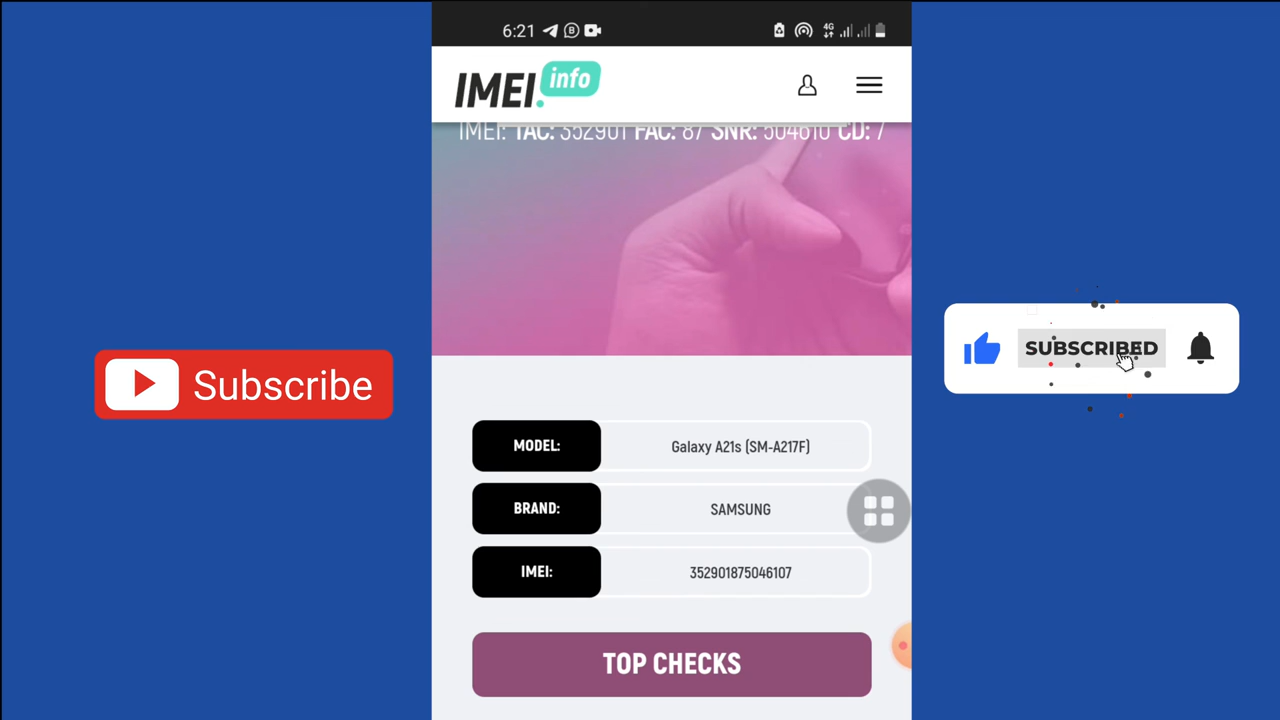 6:21
4G
IMEI.info
IMEI: TAC: 352901 FAC: 87 SNR: 504610 CD: 7
MODEL: Galaxy A21s (SM-A217F)
BRAND: SAMSUNG
IMEI: 352901875046107
TOP CHECKS
Subscribe
SUBSCRIBED